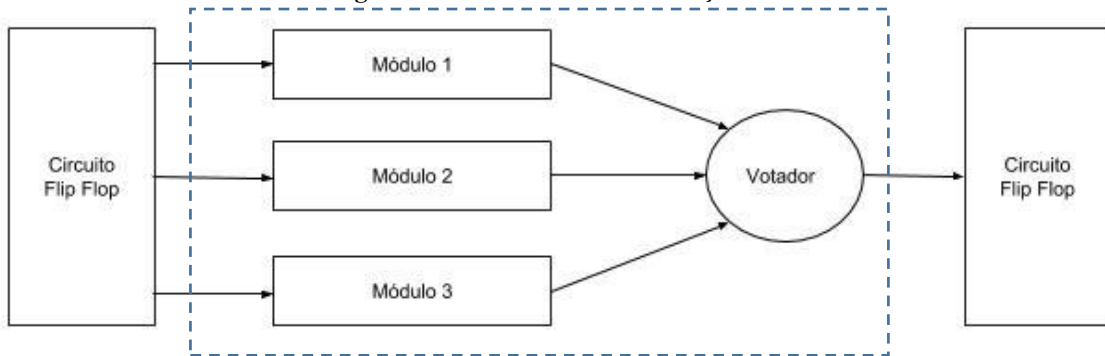 Módulo 1
Circuito
Flip Flop
Módulo 2
Votador
Circuito
Flip Flop
Módulo 3